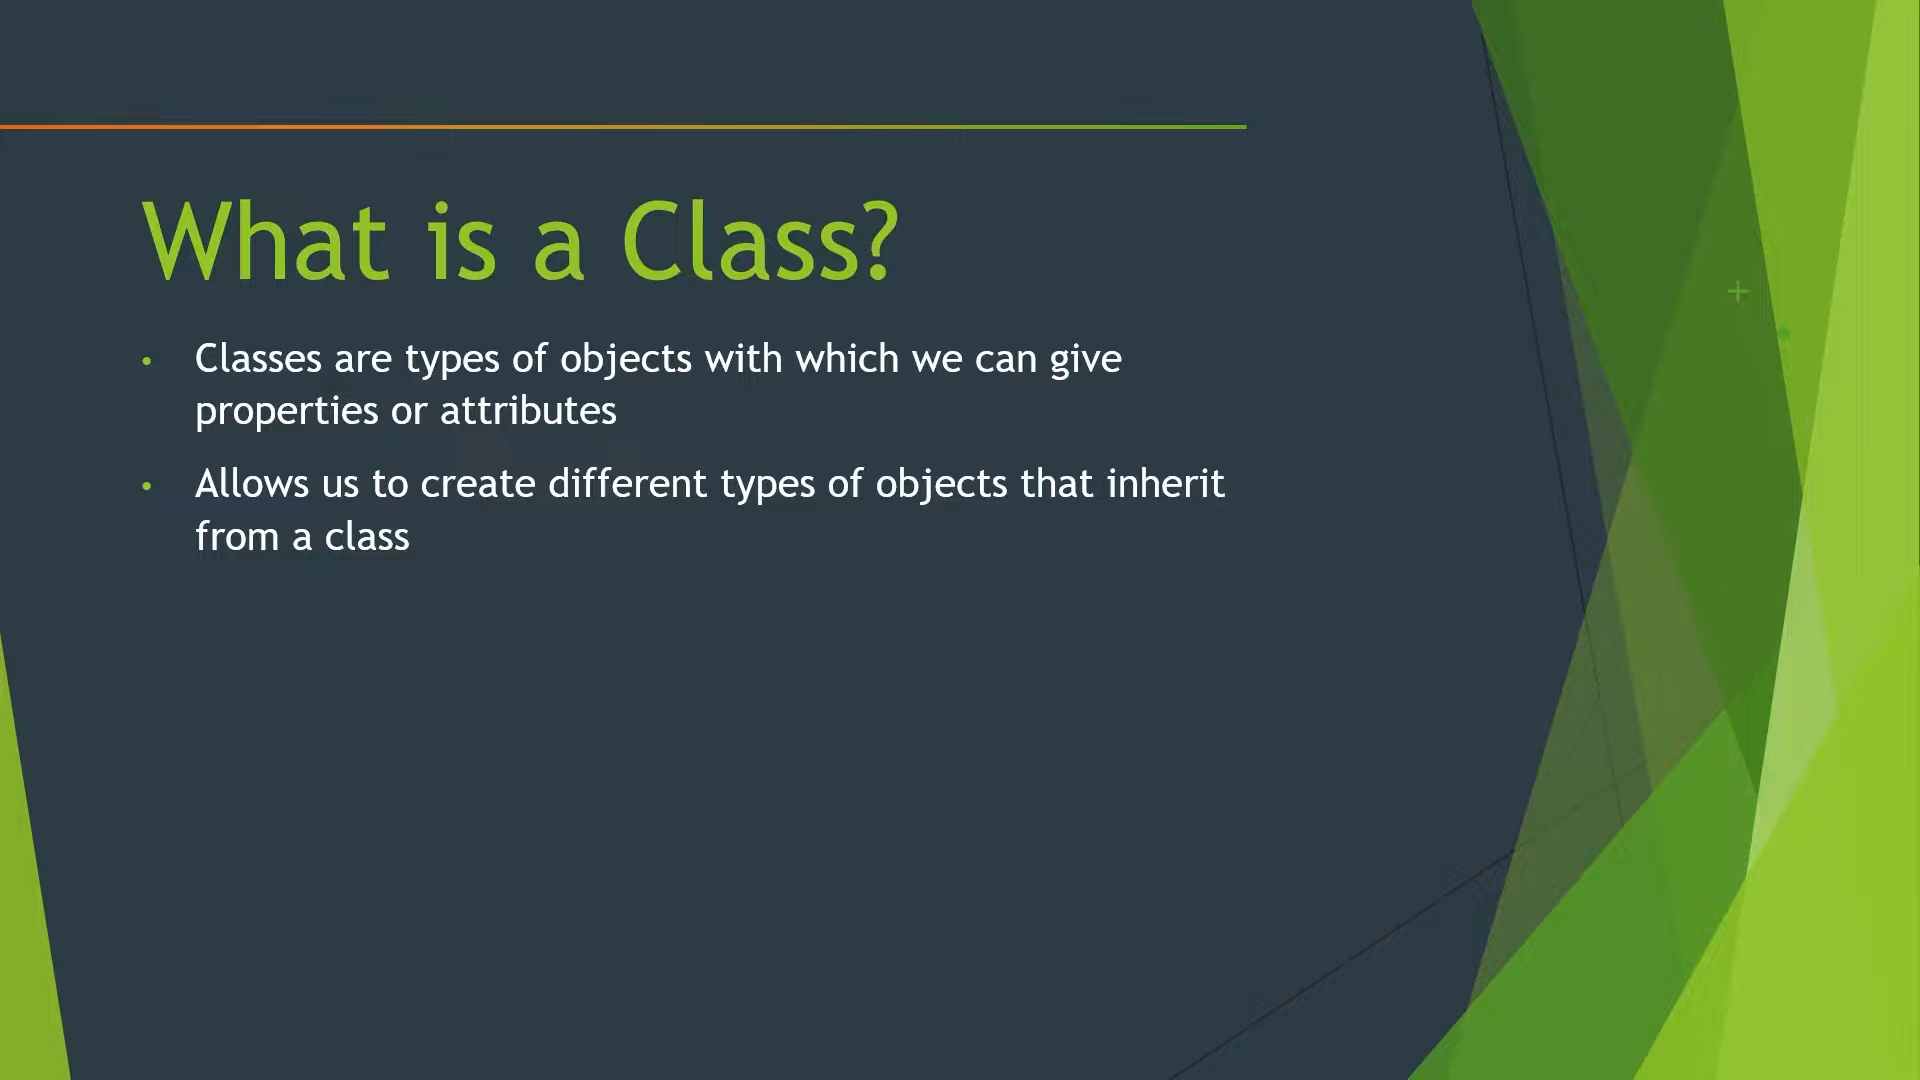 What is a Class?
• Classes are types of objects with which we can give
properties or attributes
• Allows us to create different types of objects that inherit
from a class